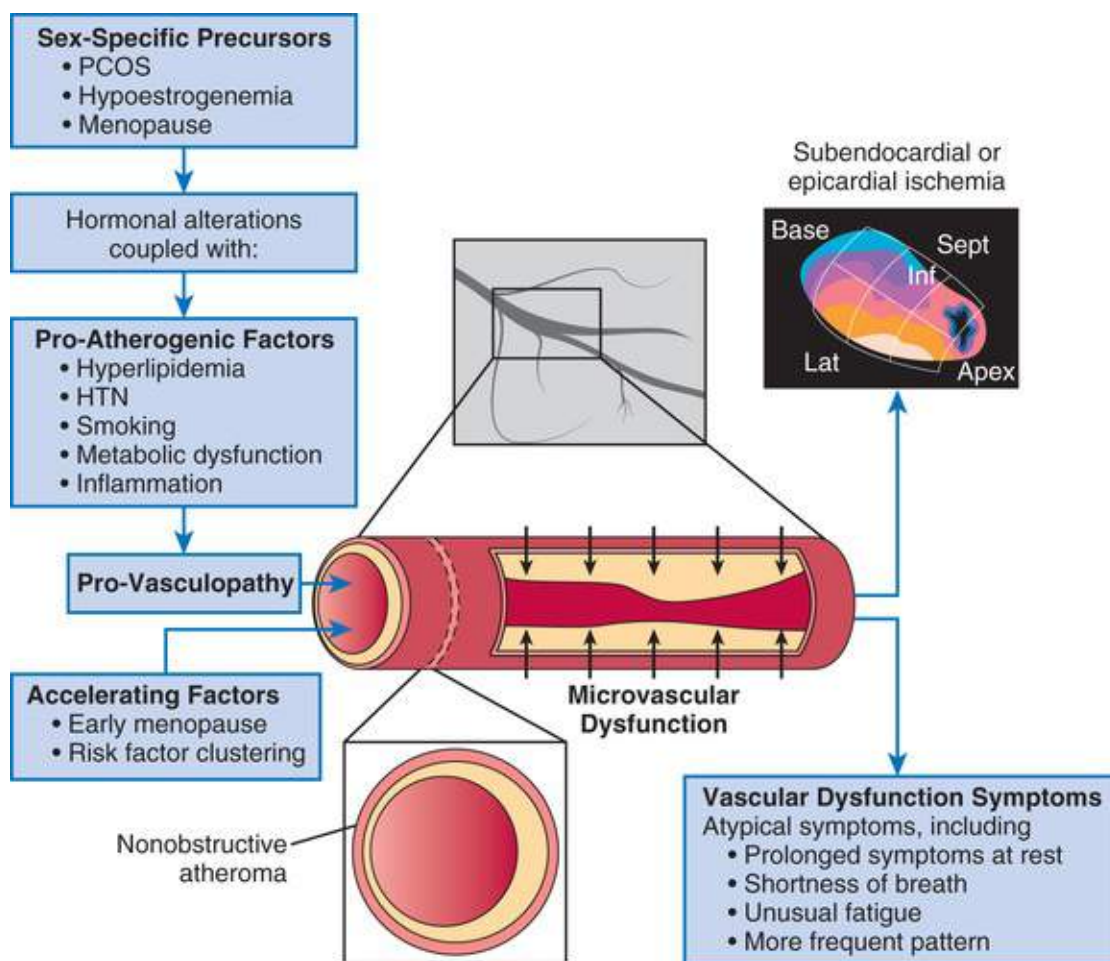 Sex-Specific Precursors
• PCOS
• Hypoestrogenemia
• Menopause
Hormonal alterations
coupled with:
Pro-Atherogenic Factors
• Hyperlipidemia
• HTN
• Smoking
• Metabolic dysfunction
• Inflammation
Pro-Vasculopathy
Accelerating Factors
• Early menopause
• Risk factor clustering
Nonobstructive
atheroma
Microvascular
Dysfunction
Subendocardial or
epicardial ischemia
Base
Sept
Inf
Lat
Apex
Vascular Dysfunction Symptoms
Atypical symptoms, including
• Prolonged symptoms at rest
• Shortness of breath
• Unusual fatigue
• More frequent pattern